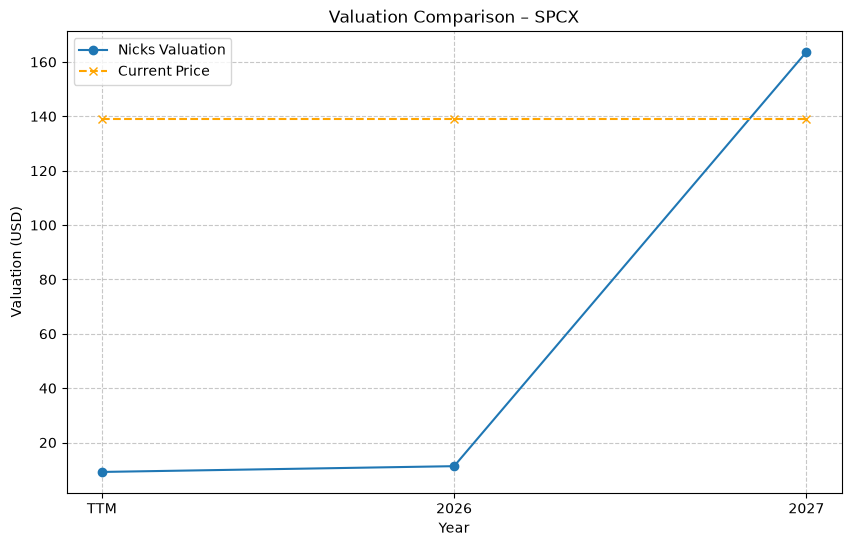 Valuation Comparison – SPCX
Nicks Valuation
Current Price
Valuation (USD)
160
140
120
100
80
60
40
20
TTM
2026
2027
Year